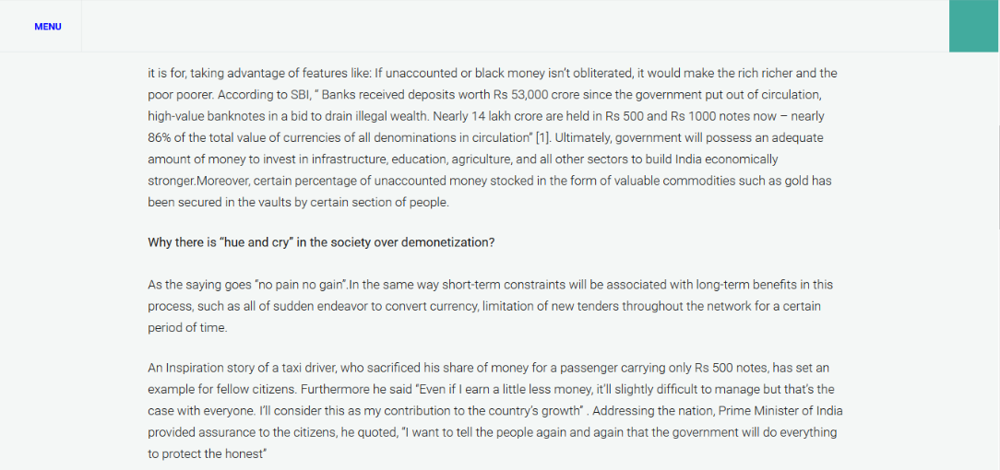 MENU
it is for, taking advantage of features like: If unaccounted or black money isn’t obliterated, it would make the rich richer and the
poor poorer. According to SBI, “ Banks received deposits worth Rs 53,000 crore since the government put out of circulation,
high-value banknotes in a bid to drain illegal wealth. Nearly 14 lakh crore are held in Rs 500 and Rs 1000 notes now – nearly
86% of the total value of currencies of all denominations in circulation” [1]. Ultimately, government will possess an adequate
amount of money to invest in infrastructure, education, agriculture, and all other sectors to build India economically
stronger.Moreover, certain percentage of unaccounted money stocked in the form of valuable commodities such as gold has
been secured in the vaults by certain section of people.
Why there is “hue and cry” in the society over demonetization?
As the saying goes “no pain no gain”.In the same way short-term constraints will be associated with long-term benefits in this
process, such as all of sudden endeavor to convert currency, limitation of new tenders throughout the network for a certain
period of time.
An Inspiration story of a taxi driver, who sacrificed his share of money for a passenger carrying only Rs 500 notes, has set an
example for fellow citizens. Furthermore he said “Even if I earn a little less money, it’ll slightly difficult to manage but that’s the
case with everyone. I’ll consider this as my contribution to the country’s growth” . Addressing the nation, Prime Minister of India
provided assurance to the citizens, he quoted, “I want to tell the people again and again that the government will do everything
to protect the honest”